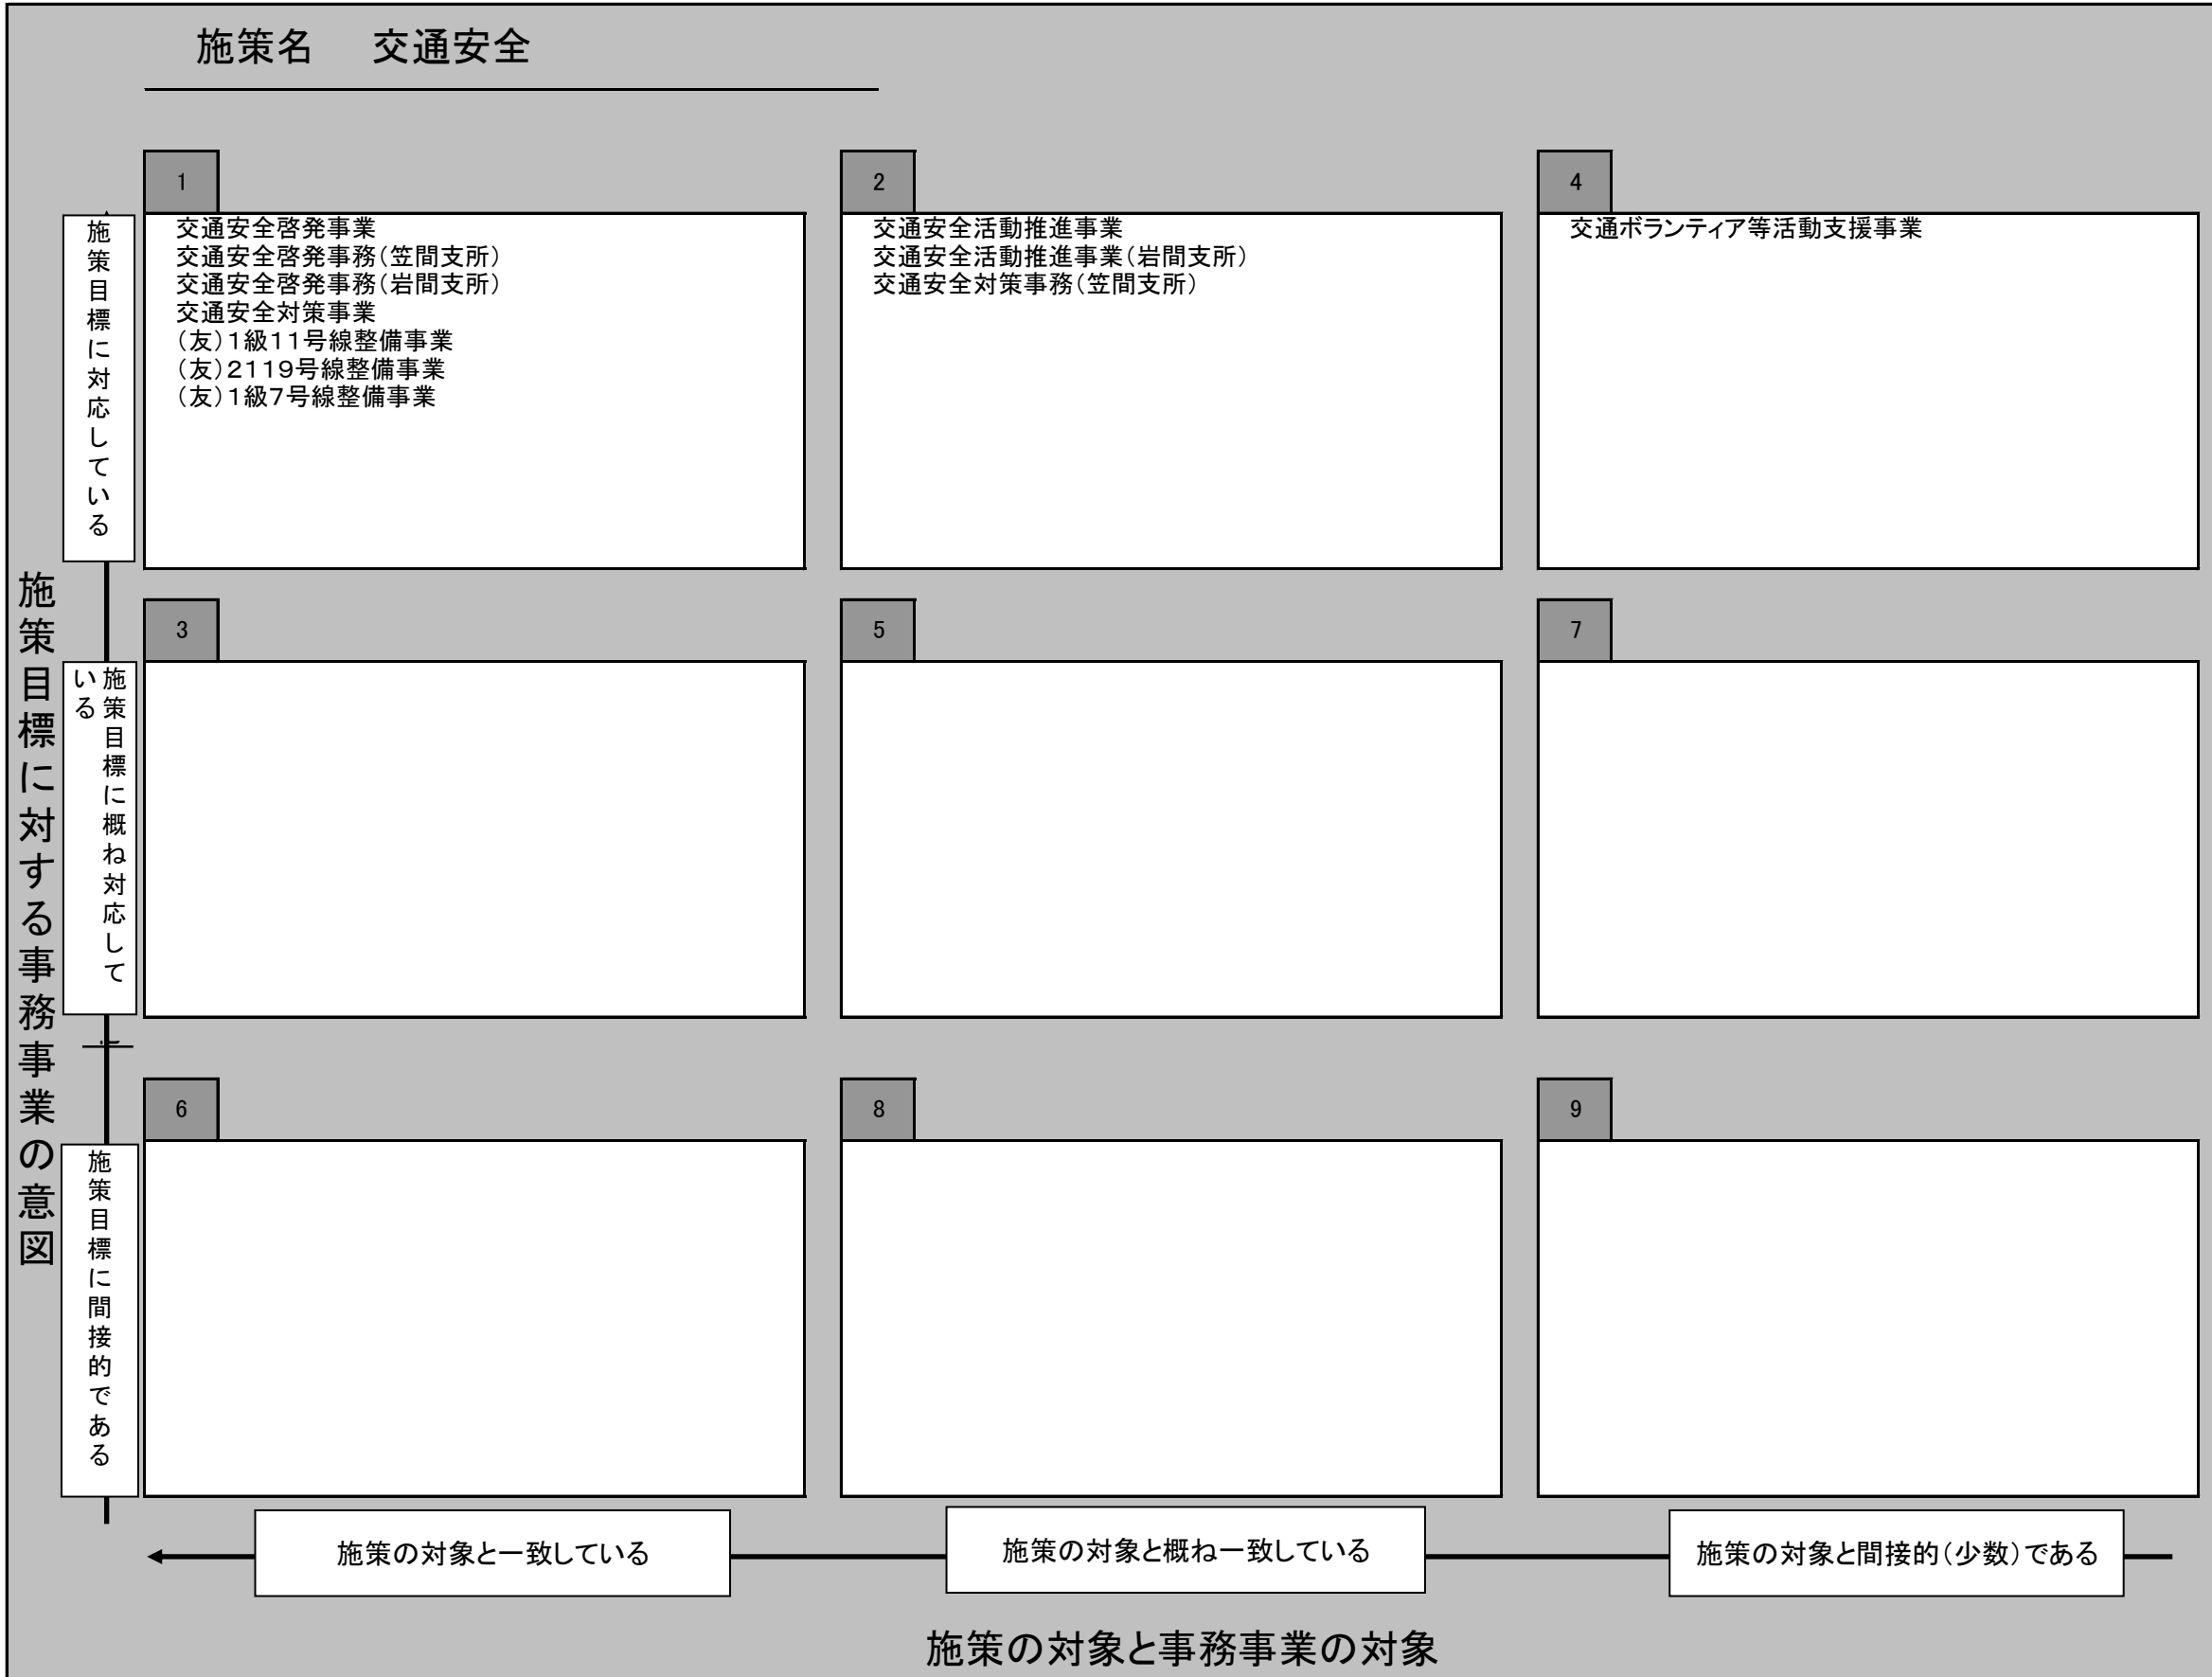 施策名　交通安全
1
交通安全啓発事業
交通安全啓発事務（笠間支所）
交通安全啓発事務（岩間支所）
交通安全対策事業
（友）1級11号線整備事業
（友）2119号線整備事業
（友）1級7号線整備事業
2
交通安全活動推進事業
交通安全活動推進事業（岩間支所）
交通安全対策事務（笠間支所）
4
交通ボランティア等活動支援事業
施策目標に対する事務事業の意図
施策目標に対応している
3
5
7
施策目標に概ね対応して
いる
6
8
9
施策目標に間接的である
施策の対象と一致している
施策の対象と概ね一致している
施策の対象と間接的（少数）である
施策の対象と事務事業の対象